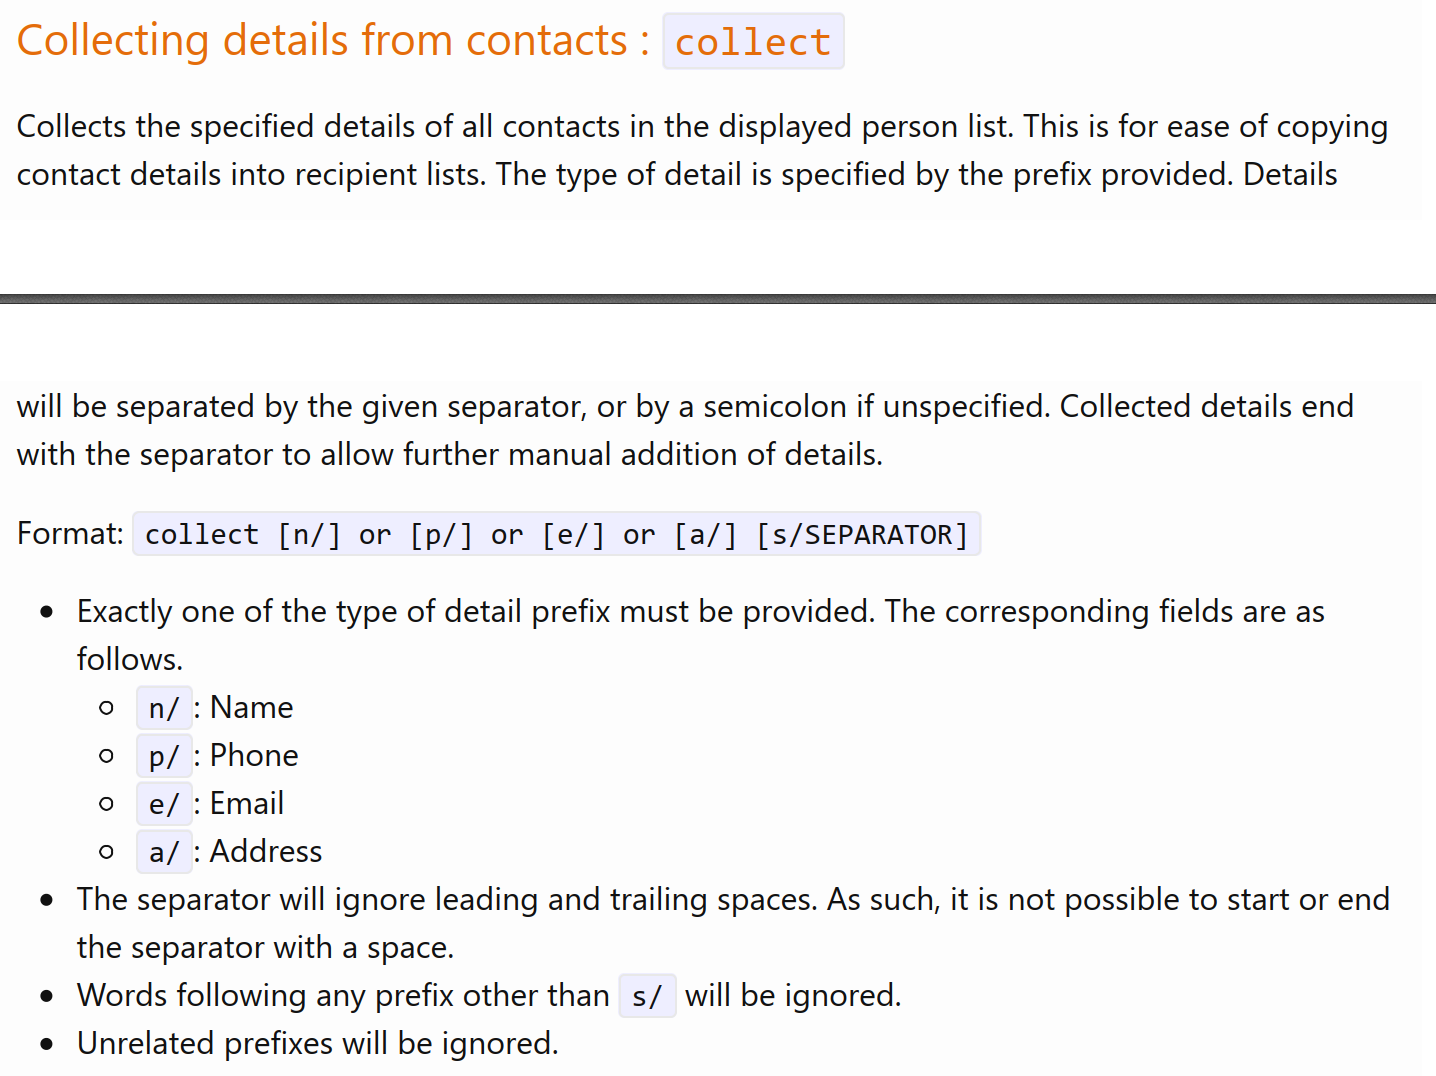 Collecting details from contacts : collect
Collects the specified details of all contacts in the displayed person list. This is for ease of copying
contact details into recipient lists. The type of detail is specified by the prefix provided. Details
will be separated by the given separator, or by a semicolon if unspecified. Collected details end
with the separator to allow further manual addition of details.
Format: collect [n/] or [p/] or [e/] or [a/] [s/SEPARATOR]
• Exactly one of the type of detail prefix must be provided. The corresponding fields are as
follows.
○ n/ : Name
○ p/ : Phone
○ e/ : Email
○ a/ : Address
• The separator will ignore leading and trailing spaces. As such, it is not possible to start or end
the separator with a space.
• Words following any prefix other than s/ will be ignored.
• Unrelated prefixes will be ignored.